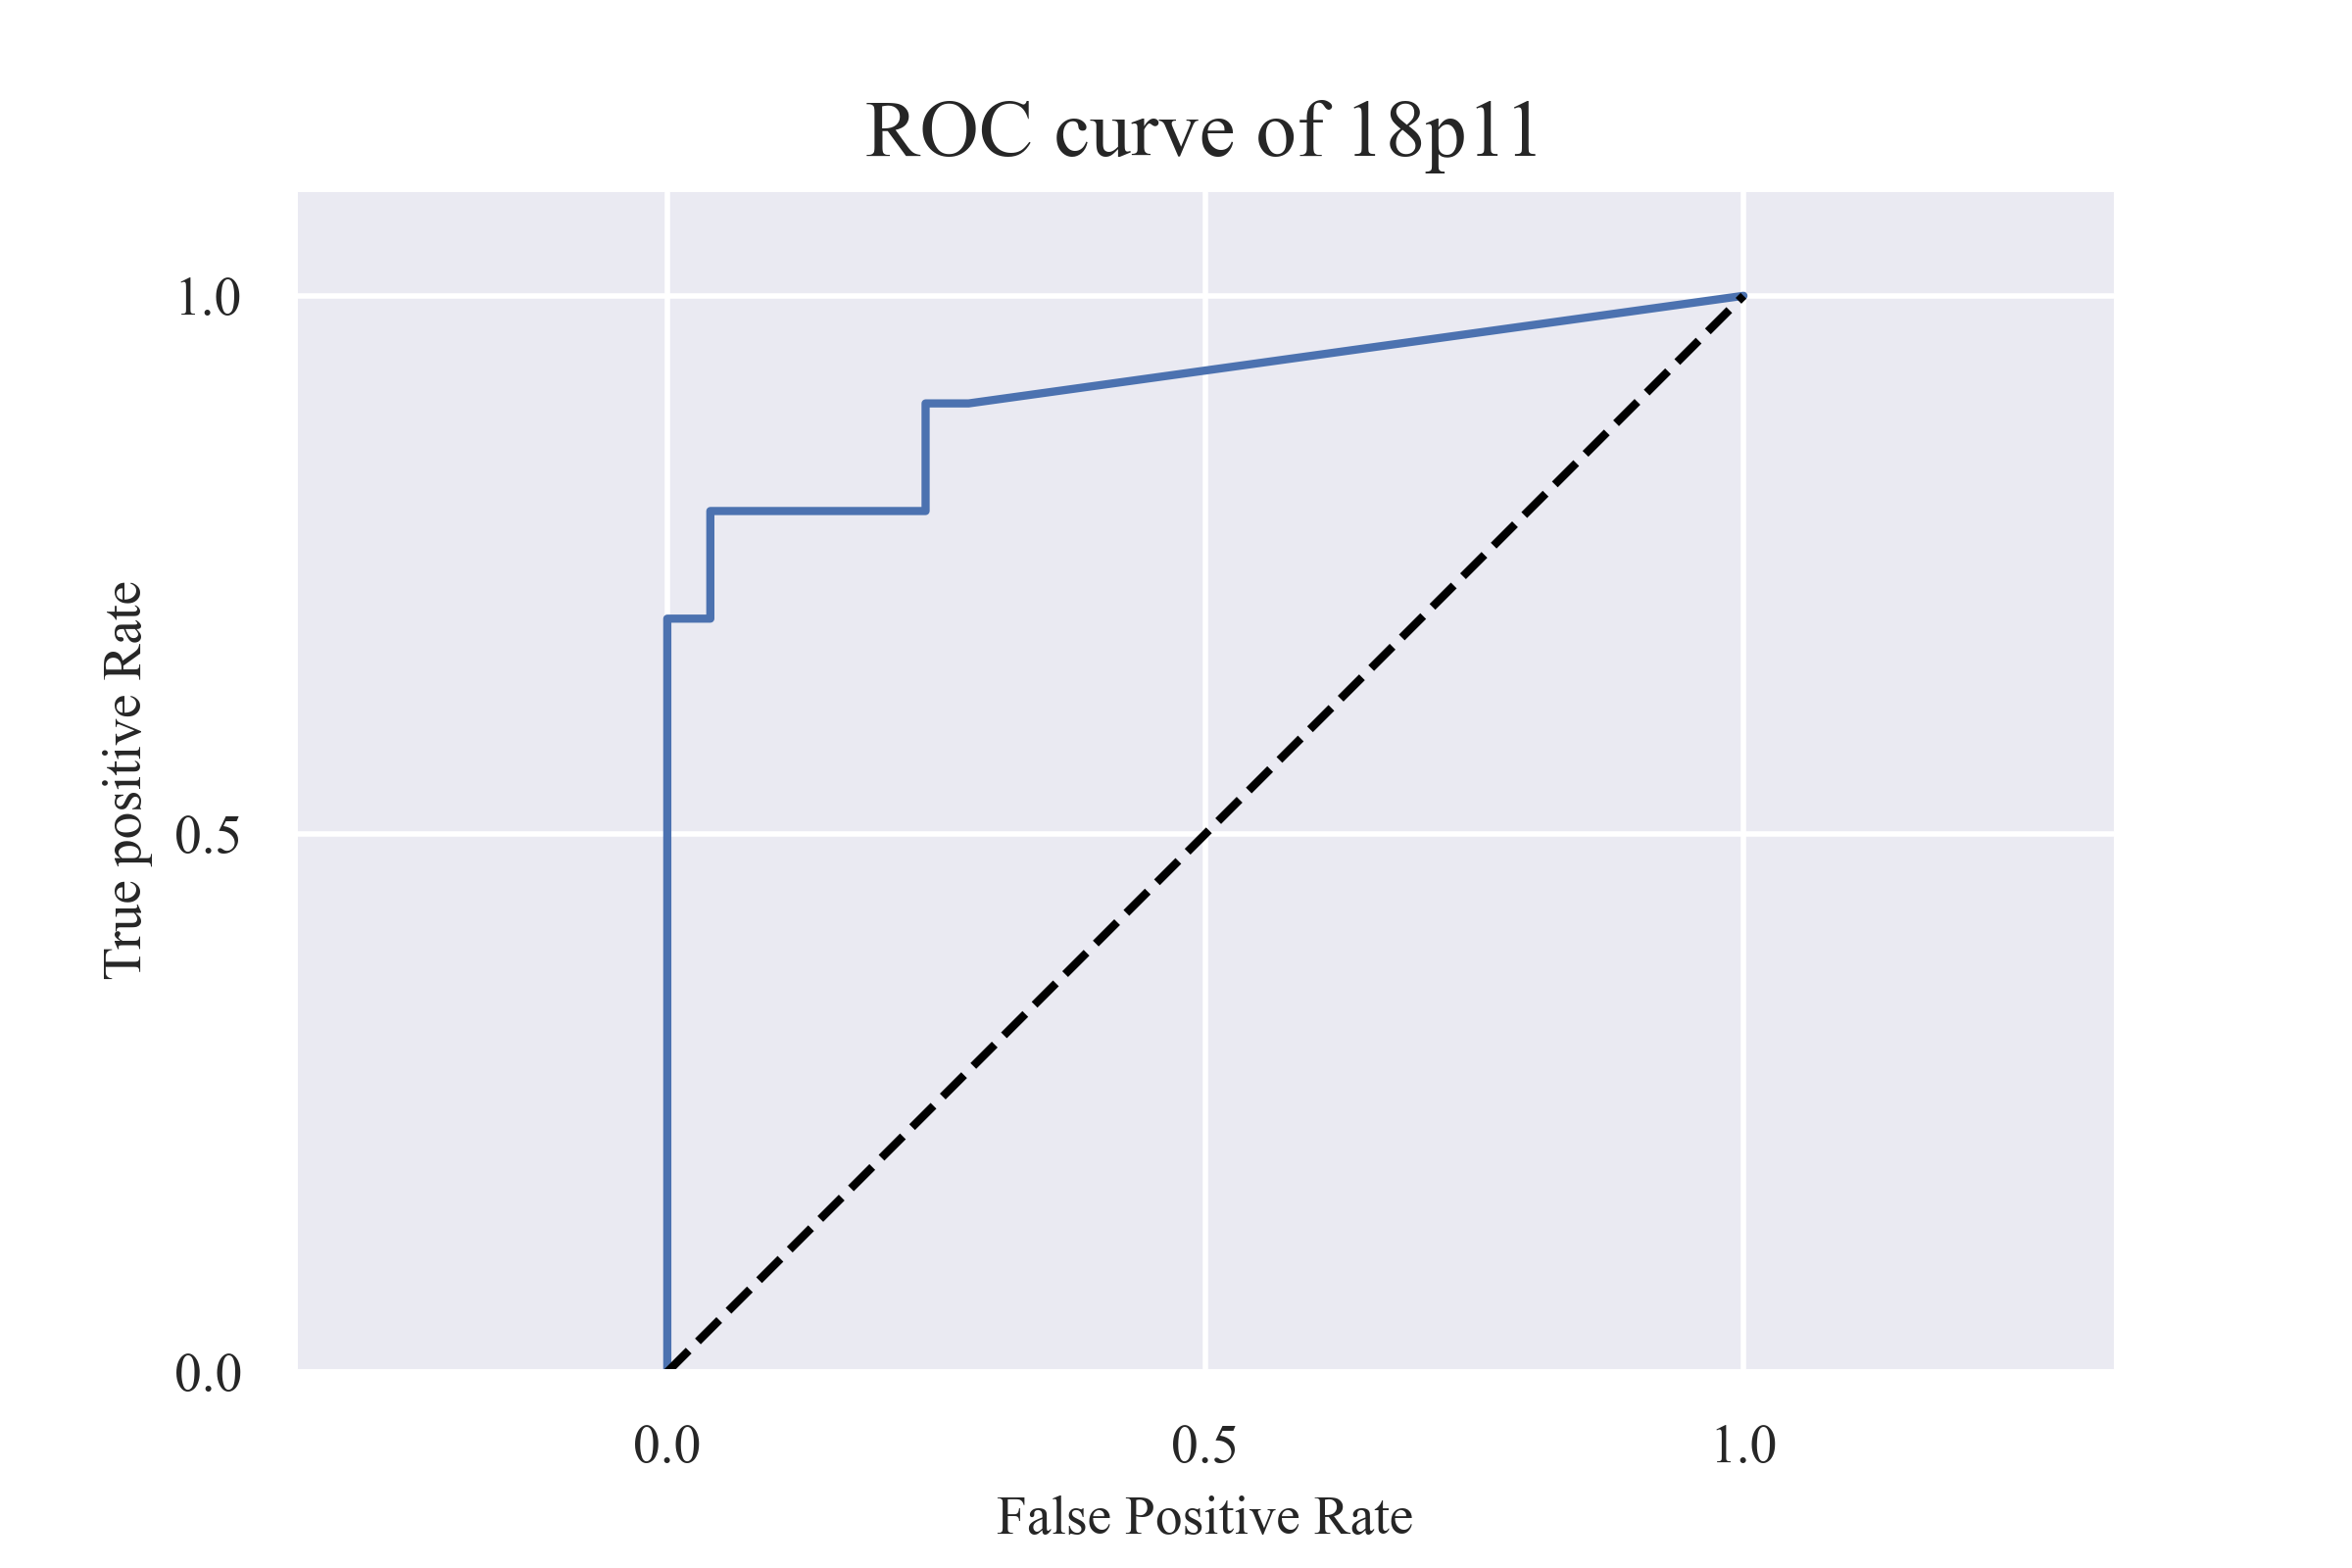 ROC curve of 18p11
1.0
0.5
0.0
True positive Rate
0.0 0.5 1.0
False Positive Rate